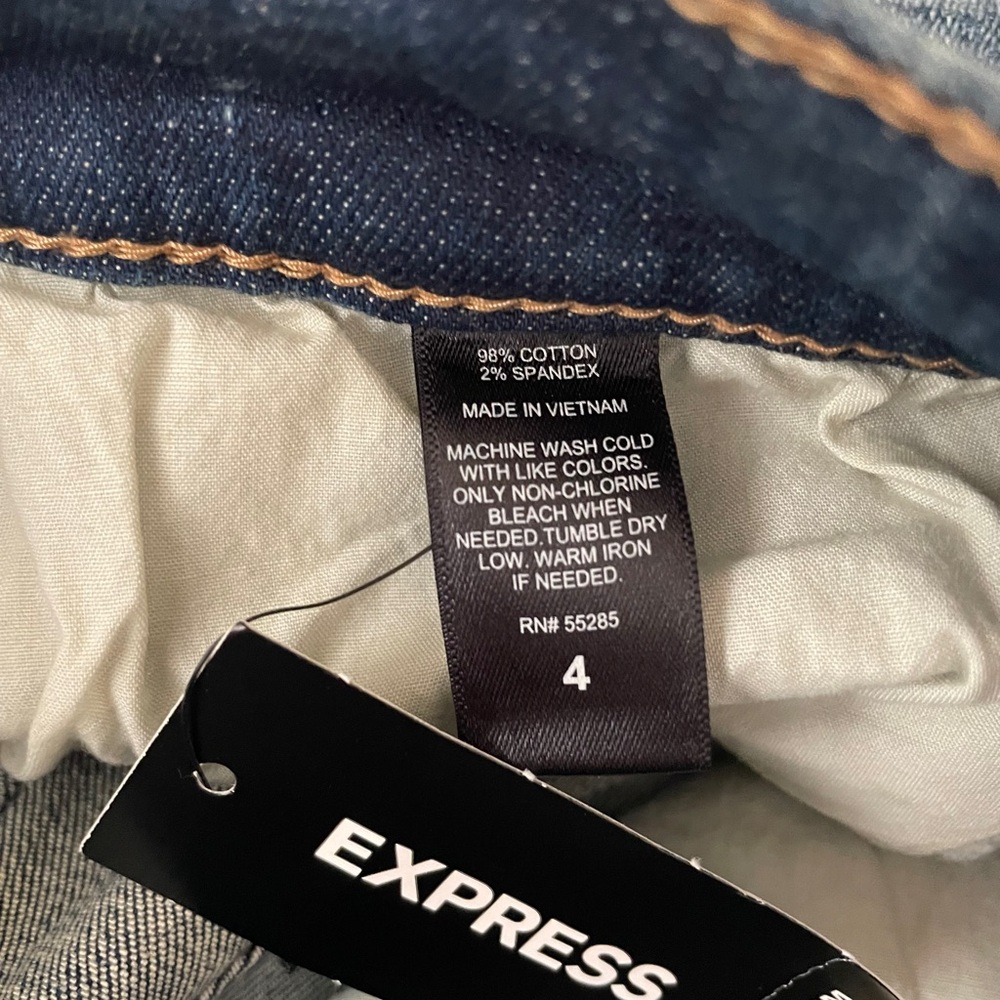 98% COTTON
2% SPANDEX
MADE IN VIETNAM
MACHINE WASH COLD
WITH LIKE COLORS.
ONLY NON-CHLORINE
BLEACH WHEN
NEEDED.TUMBLE DRY
LOW. WARM IRON
IF NEEDED.
RN# 55285
4
EXPRESS